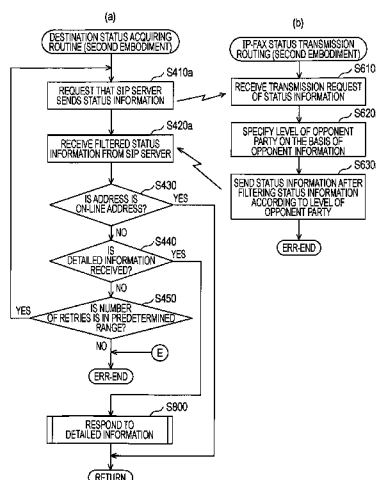 (a)
DESTINATION STATUS ACQUIRING
ROUTINE (SECOND EMBODIMENT)
S410a
REQUEST THAT SIP SERVER
SENDS STATUS INFORMATION
S420a
RECEIVE FILTERED STATUS
INFORMATION FROM SIP SERVER
S430
IS ADDRESS IS
ON-LINE ADDRESS?
YES
NO
S440
IS
DETAILED INFORMATION
RECEIVED?
YES
NO
S450
IS NUMBER
OF RETRIES IS IN PREDETERMINED
RANGE?
YES
NO
E
ERR-END
S800
RESPOND TO
DETAILED INFORMATION
RETURN
(b)
IP-FAX STATUS TRANSMISSION
ROUTING (SECOND EMBODIMENT)
S610
RECEIVE TRANSMISSION REQUEST
OF STATUS INFORMATION
S620
SPECIFY LEVEL OF OPPONENT
PARTY ON THE BASIS OF
OPPONENT INFORMATION
S630
SEND STATUS INFORMATION AFTER
FILTERING STATUS INFORMATION
ACCORDING TO LEVEL OF
OPPONENT PARTY
ERR-END